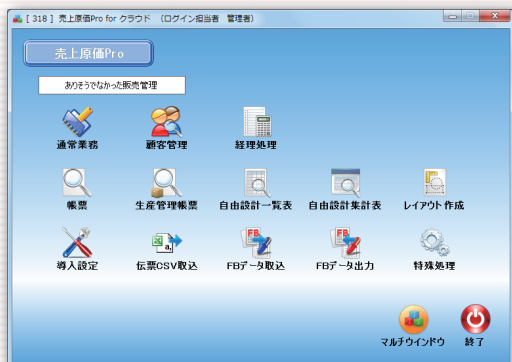 [ 318 ] 売上原価Pro for クラウド （ログイン担当者 管理者）
売上原価Pro
ありそうでなかった販売管理
通常業務 顧客管理 経理処理
帳票 生産管理帳票 自由設計一覧表 自由設計集計表 レイアウト作成
a,
FB FB
導入設定 伝票CSV取込 FBデータ取込 FBデータ出力 特殊処理
マルチウインドウ 終了